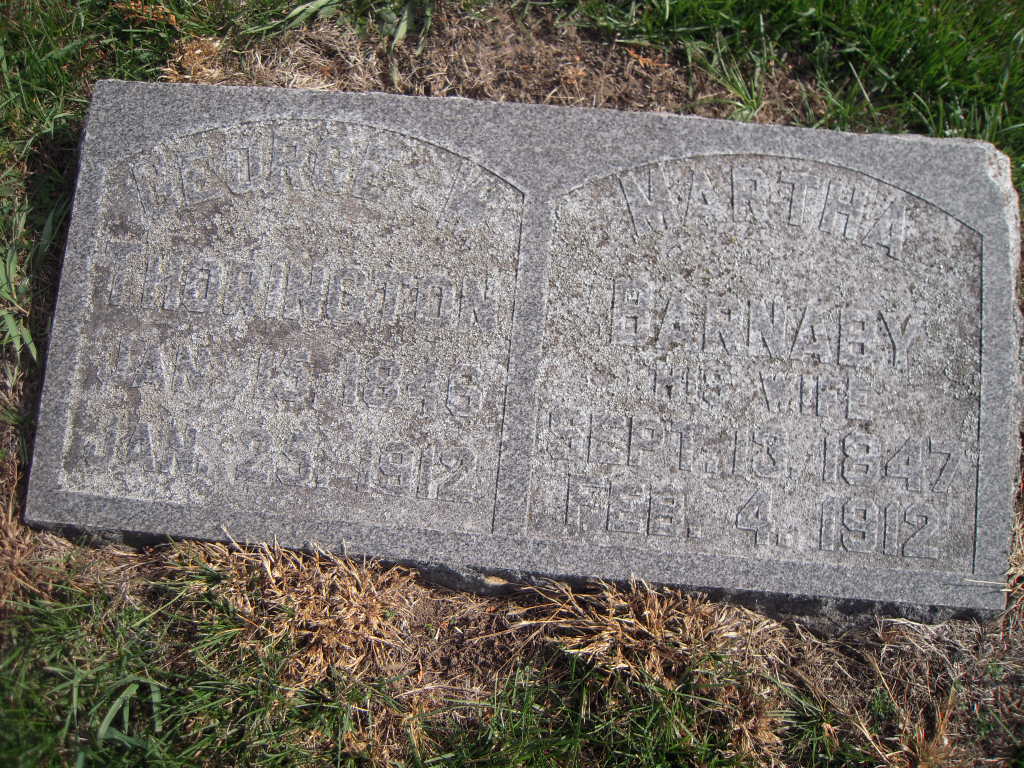 GEORGE W.
THORINGTON
JAN. 15, 1846
JAN. 25, 1912
MARTHA
BARNABY
HIS WIFE
SEPT. 13, 1847
FEB. 4, 1912